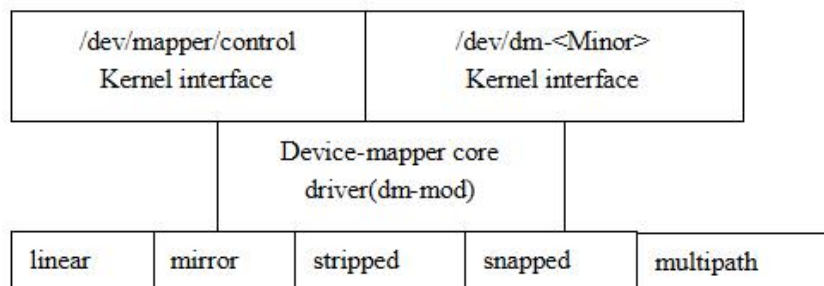 /dev/mapper/control
Kernel interface
/dev/dm-<Minor>
Kernel interface
Device-mapper core
driver(dm-mod)
linear
mirror
stripped
snapped
multipath